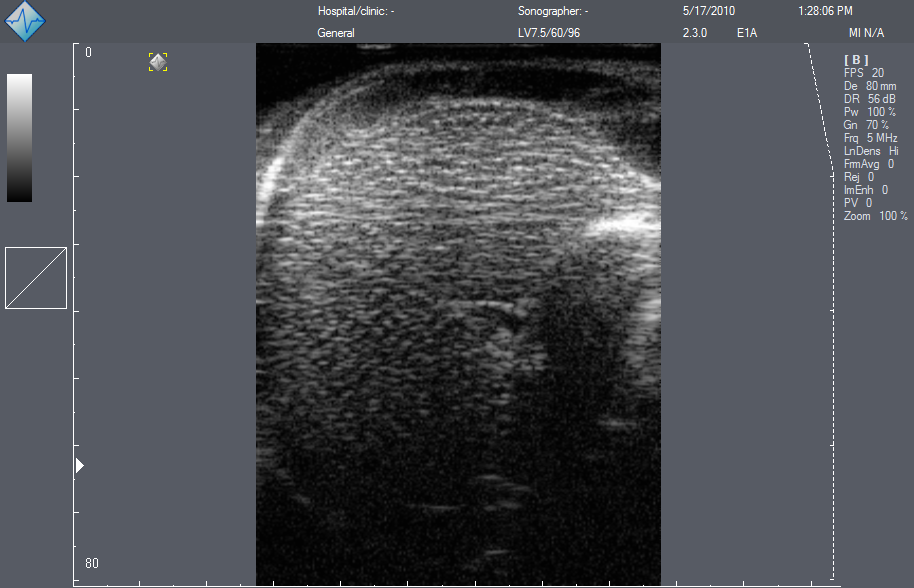 Hospital/clinic: - Sonographer: - 5/17/2010 1:28:06 PM
General LV7.5/60/96 2.3.0 E1A MI N/A
0
[ B ]
FPS 20
De 80 mm
DR 56 dB
Pw 100 %
Gn 70 %
Frq 5 MHz
LnDens Hi
FrmAvg 0
Rej 0
ImEnh 0
PV 0
Zoom 100 %
80